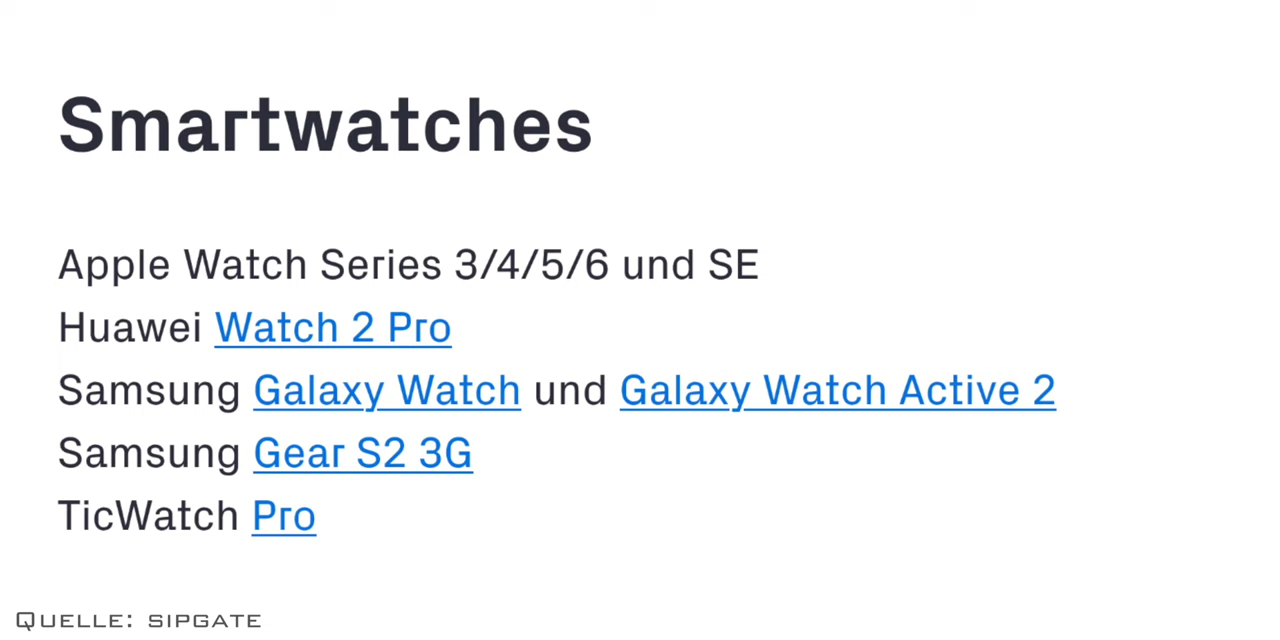 Smartwatches
Apple Watch Series 3/4/5/6 und SE
Huawei Watch 2 Pro
Samsung Galaxy Watch und Galaxy Watch Active 2
Samsung Gear S2 3G
TicWatch Pro
Quelle: sipgate